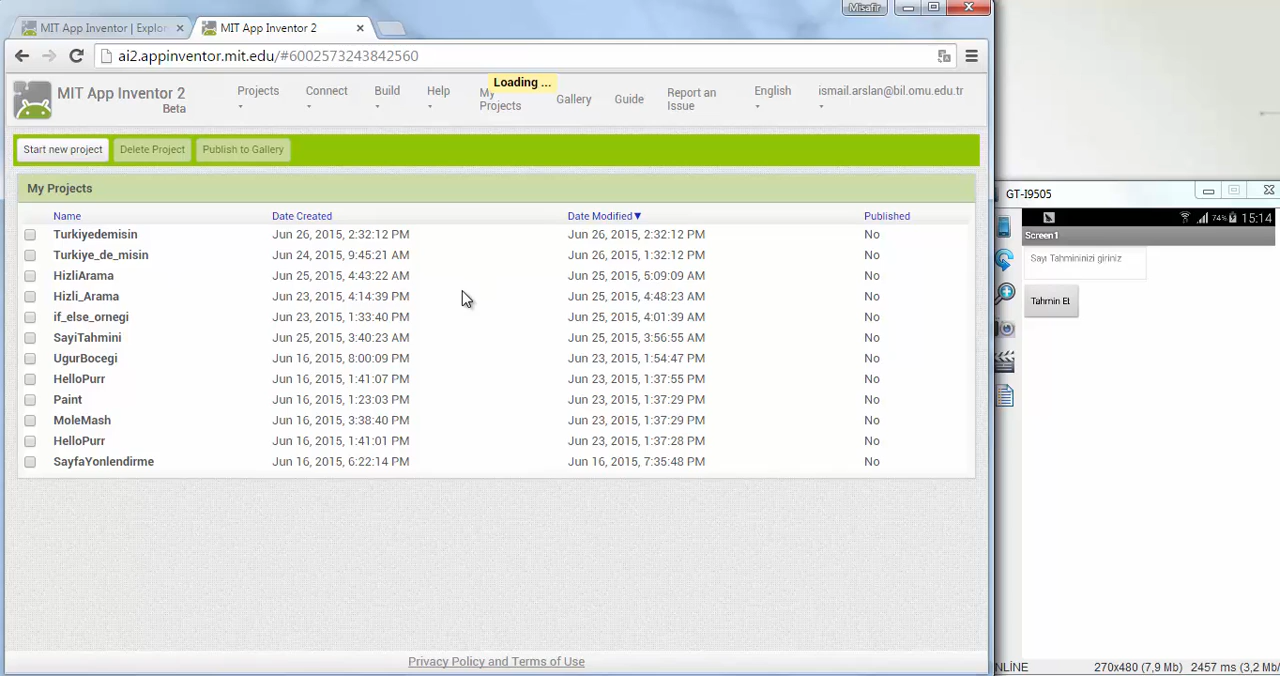 Misafir
MIT App Inventor | Explor
MIT App Inventor 2
ai2.appinventor.mit.edu/#6002573243842560
MIT App Inventor 2
Beta
Projects
Connect
Build
Help
My Projects
Gallery
Guide
Report an Issue
English
ismail.arslan@bil.omu.edu.tr
Loading ...
Start new project
Delete Project
Publish to Gallery
My Projects
Name Date Created Date Modified▼ Published
Turkiyedemisin Jun 26, 2015, 2:32:12 PM Jun 26, 2015, 2:32:12 PM No
Turkiye_de_misin Jun 24, 2015, 9:45:21 AM Jun 26, 2015, 1:32:12 PM No
HizliArama Jun 25, 2015, 4:43:22 AM Jun 25, 2015, 5:09:09 AM No
Hizli_Arama Jun 23, 2015, 4:14:39 PM Jun 25, 2015, 4:48:23 AM No
if_else_ornegi Jun 23, 2015, 1:33:40 PM Jun 25, 2015, 4:01:39 AM No
SayiTahmini Jun 25, 2015, 3:40:23 AM Jun 25, 2015, 3:56:55 AM No
UgurBocegi Jun 16, 2015, 8:00:09 PM Jun 23, 2015, 1:54:47 PM No
HelloPurr Jun 16, 2015, 1:41:07 PM Jun 23, 2015, 1:37:55 PM No
Paint Jun 16, 2015, 1:23:03 PM Jun 23, 2015, 1:37:29 PM No
MoleMash Jun 16, 2015, 3:38:40 PM Jun 23, 2015, 1:37:29 PM No
HelloPurr Jun 16, 2015, 1:41:01 PM Jun 23, 2015, 1:37:28 PM No
SayfaYonlendirme Jun 16, 2015, 6:22:14 PM Jun 16, 2015, 7:35:48 PM No
Privacy Policy and Terms of Use
GT-I9505
74% 15:14
Screen1
Sayı Tahmininizi giriniz
Tahmin Et
NLİNE 270x480 (7,9 Mb) 2457 ms (3,2 Mb/